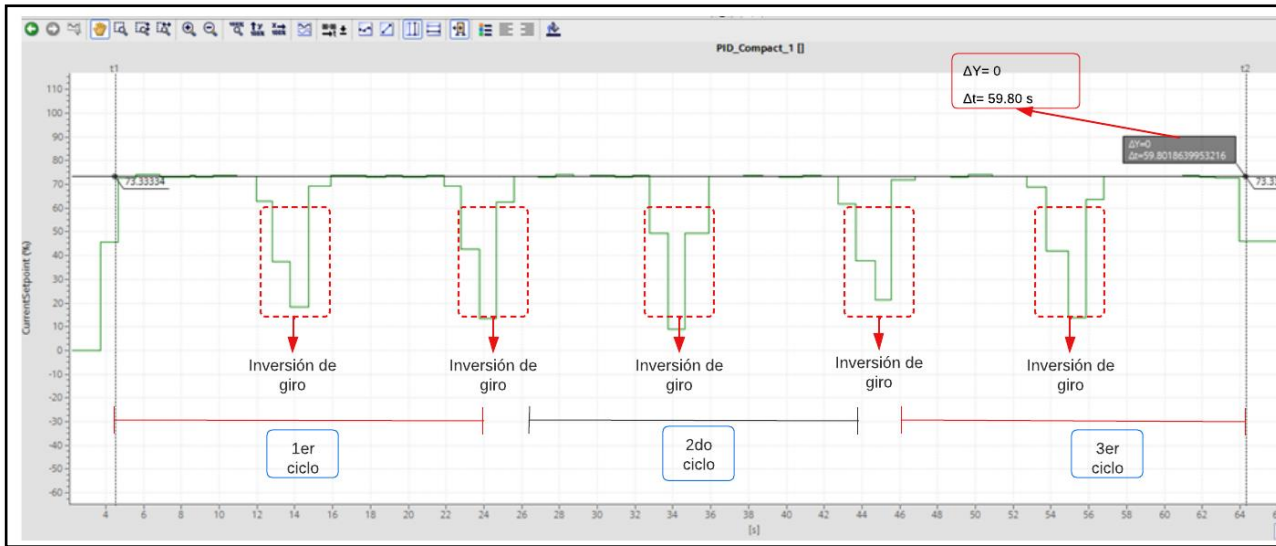 PID_Compact_1 []
t1
t2
ΔY= 0
Δt= 59.80 s
ΔY=0
Δt=59.8018639953216
CurrentSetpoint (%)
110
100
90
80
70
60
50
40
30
20
10
0
-10
-20
-30
-40
-50
-60
73.33334
73.33
Inversión de
giro
Inversión de
giro
Inversión de
giro
Inversión de
giro
Inversión de
giro
1er
ciclo
2do
ciclo
3er
ciclo
4 6 8 10 12 14 16 18 20 22 24 26 28 30 32 34 36 38 40 42 44 46 48 50 52 54 56 58 60 62 64
[s]